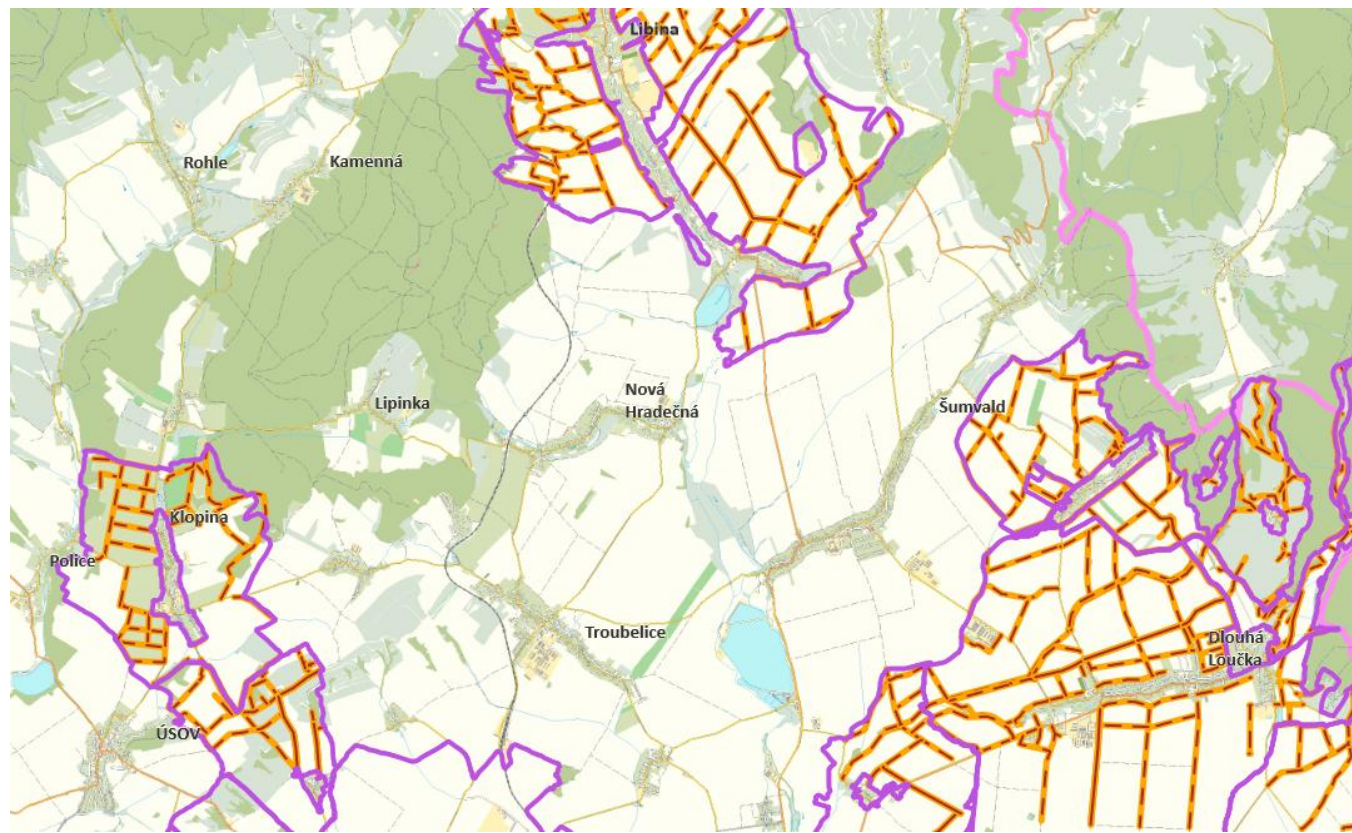 Libina
Rohle
Kamenná
Lipinka
Nová
Hradečná
Šumvald
Klopina
Police
Troubelice
Dlouhá
Loučka
ÚSOV